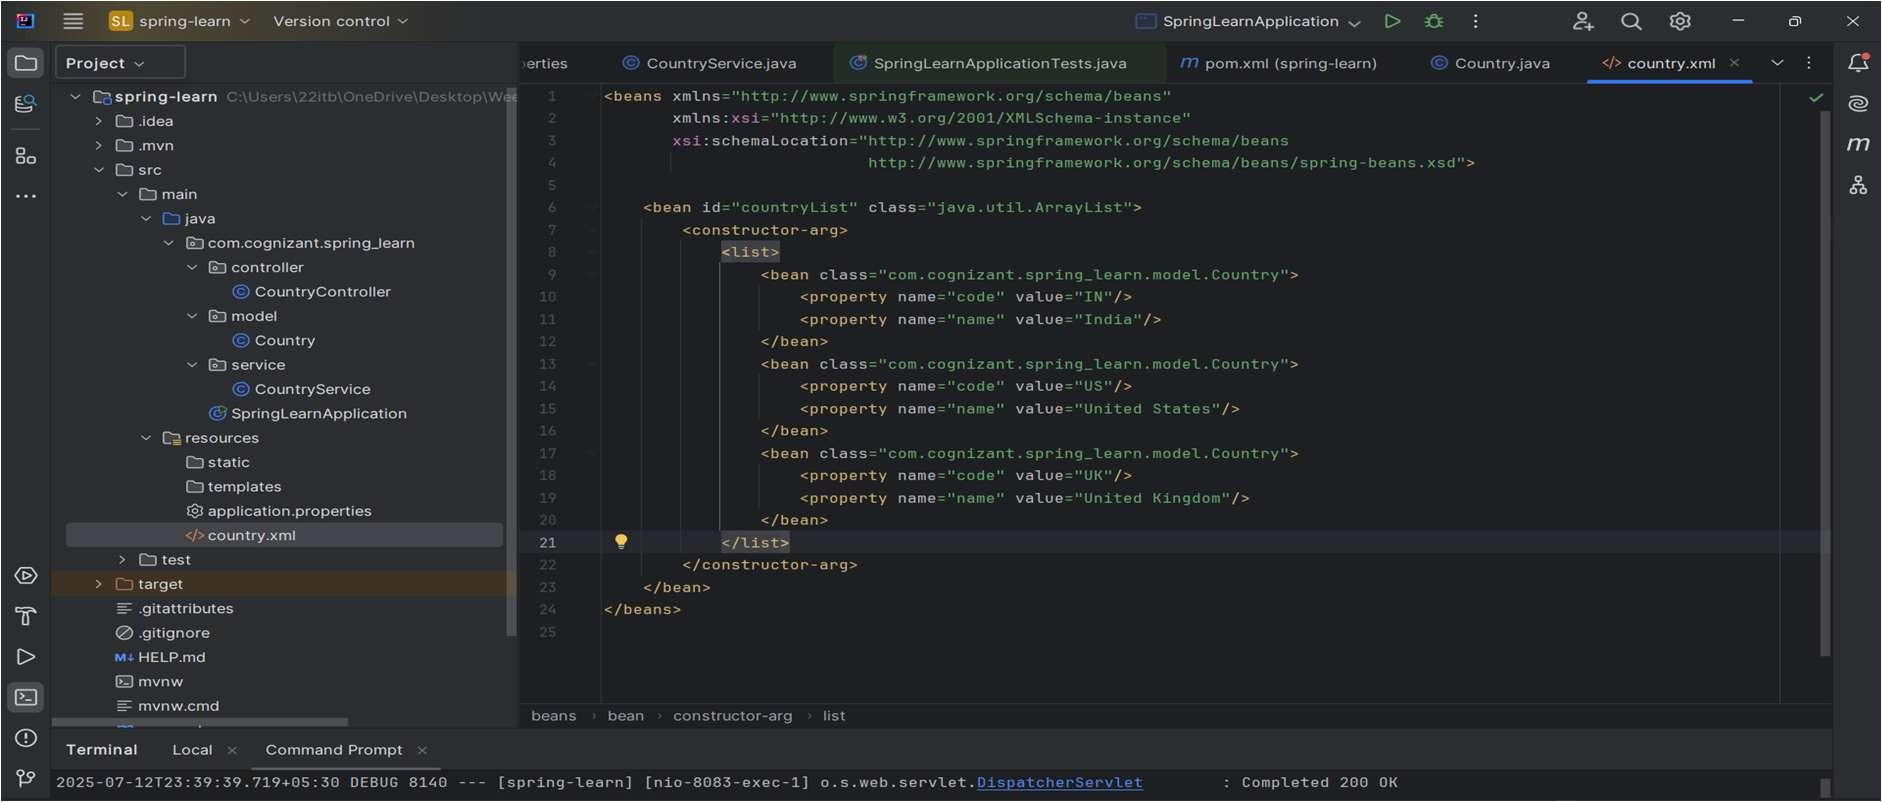 SL spring-learn Version control SpringLearnApplication
Project
erties CountryService.java SpringLearnApplicationTests.java m pom.xml (spring-learn) Country.java </> country.xml
spring-learn C:\Users\22itb\OneDrive\Desktop\Wee
.idea
.mvn
src
main
java
com.cognizant.spring_learn
controller
CountryController
model
Country
service
CountryService
SpringLearnApplication
resources
static
templates
application.properties
</> country.xml
test
target
.gitattributes
.gitignore
M↓ HELP.md
mvnw
mvnw.cmd
1 <beans xmlns="http://www.springframework.org/schema/beans"
2 xmlns:xsi="http://www.w3.org/2001/XMLSchema-instance"
3 xsi:schemaLocation="http://www.springframework.org/schema/beans
4 http://www.springframework.org/schema/beans/spring-beans.xsd">
5
6 <bean id="countryList" class="java.util.ArrayList">
7 <constructor-arg>
8 <list>
9 <bean class="com.cognizant.spring_learn.model.Country">
10 <property name="code" value="IN"/>
11 <property name="name" value="India"/>
12 </bean>
13 <bean class="com.cognizant.spring_learn.model.Country">
14 <property name="code" value="US"/>
15 <property name="name" value="United States"/>
16 </bean>
17 <bean class="com.cognizant.spring_learn.model.Country">
18 <property name="code" value="UK"/>
19 <property name="name" value="United Kingdom"/>
20 </bean>
21 </list>
22 </constructor-arg>
23 </bean>
24 </beans>
25
m
beans › bean › constructor-arg › list
Terminal Local × Command Prompt ×
2025-07-12T23:39:39.719+05:30 DEBUG 8140 --- [spring-learn] [nio-8083-exec-1] o.s.web.servlet.DispatcherServlet : Completed 200 OK